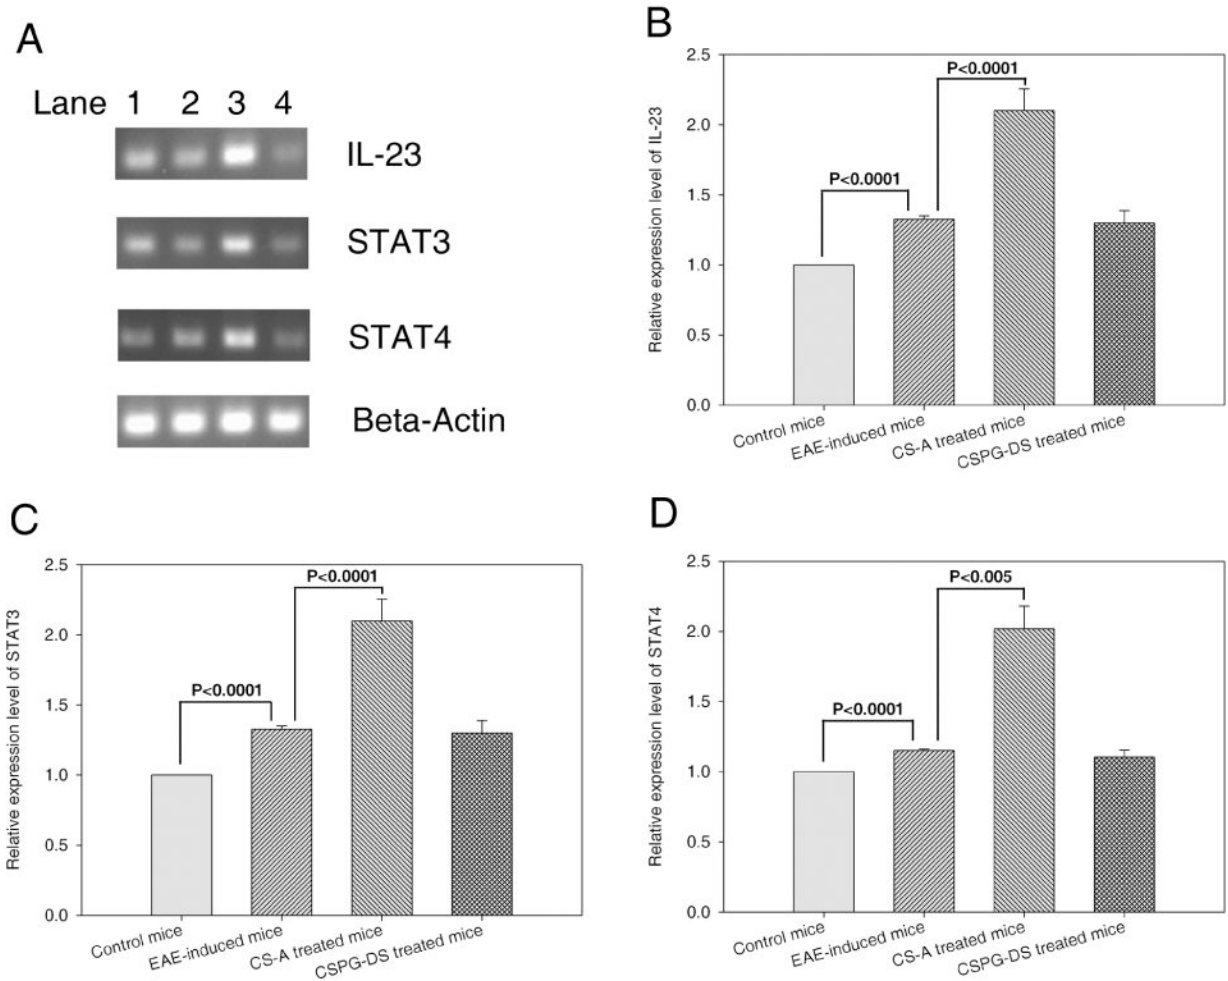 A
Lane 1 2 3 4
IL-23
STAT3
STAT4
Beta-Actin
B
Relative expression level of IL-23
2.5
2.0
1.5
1.0
0.5
0.0
P<0.0001
P<0.0001
Control mice
EAE-induced mice
CS-A treated mice
CSPG-DS treated mice
C
Relative expression level of STAT3
2.5
2.0
1.5
1.0
0.5
0.0
P<0.0001
P<0.0001
Control mice
EAE-induced mice
CS-A treated mice
CSPG-DS treated mice
D
Relative expression level of STAT4
2.5
2.0
1.5
1.0
0.5
0.0
P<0.005
P<0.0001
Control mice
EAE-induced mice
CS-A treated mice
CSPG-DS treated mice